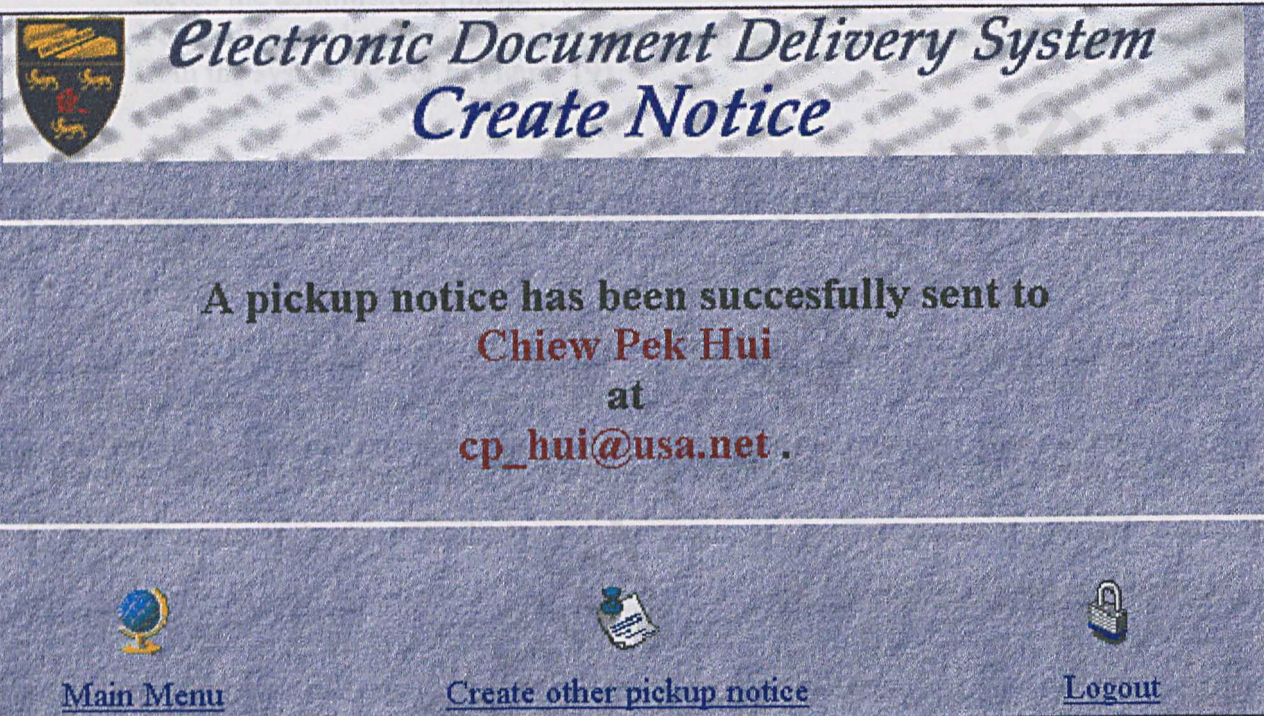 electronic Document Delivery System
Create Notice
A pickup notice has been succesfully sent to
Chiew Pek Hui
at
cp_hui@usa.net .
Main Menu
Create other pickup notice
Logout